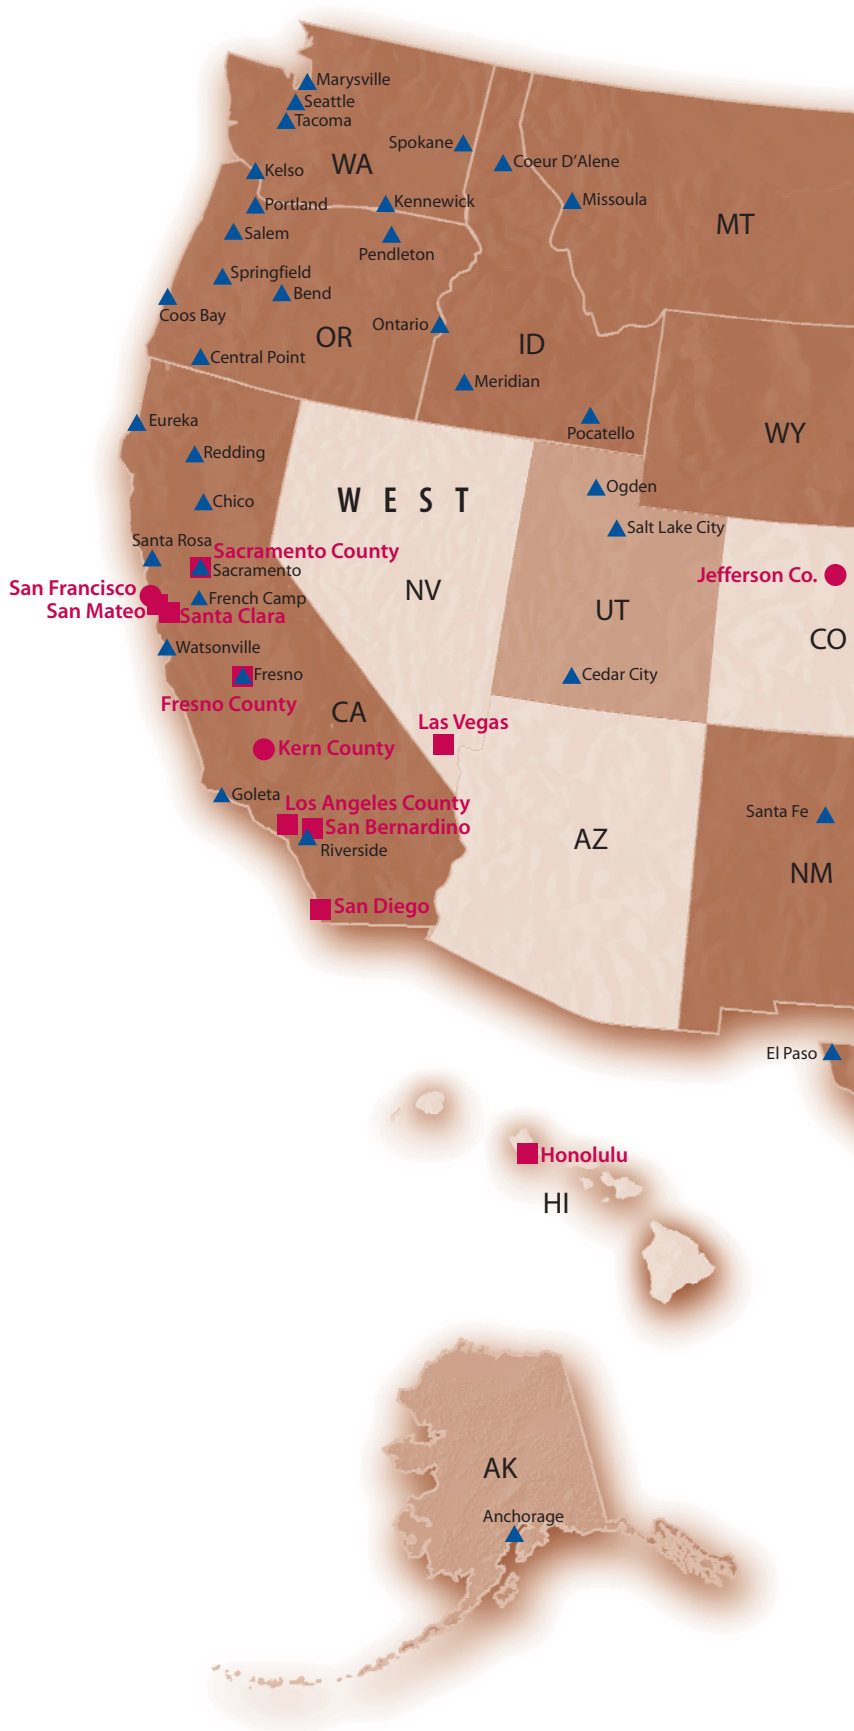 Marysville
Seattle
Tacoma
Spokane
WA
Coeur D’Alene
Kelso
Missoula
Portland
Kennewick
MT
Salem
Pendleton
Springfield
Bend
Coos Bay
Ontario
OR
ID
Central Point
Meridian
Eureka
Pocatello
WY
Redding
Ogden
WEST
Chico
Salt Lake City
Santa Rosa
Sacramento County
Sacramento
Jefferson Co.
San Francisco
NV
French Camp
San Mateo
Santa Clara
UT
CO
Watsonville
Fresno
Cedar City
Fresno County
CA
Las Vegas
Kern County
Goleta
Los Angeles County
Santa Fe
San Bernardino
AZ
Riverside
NM
San Diego
El Paso
Honolulu
HI
AK
Anchorage